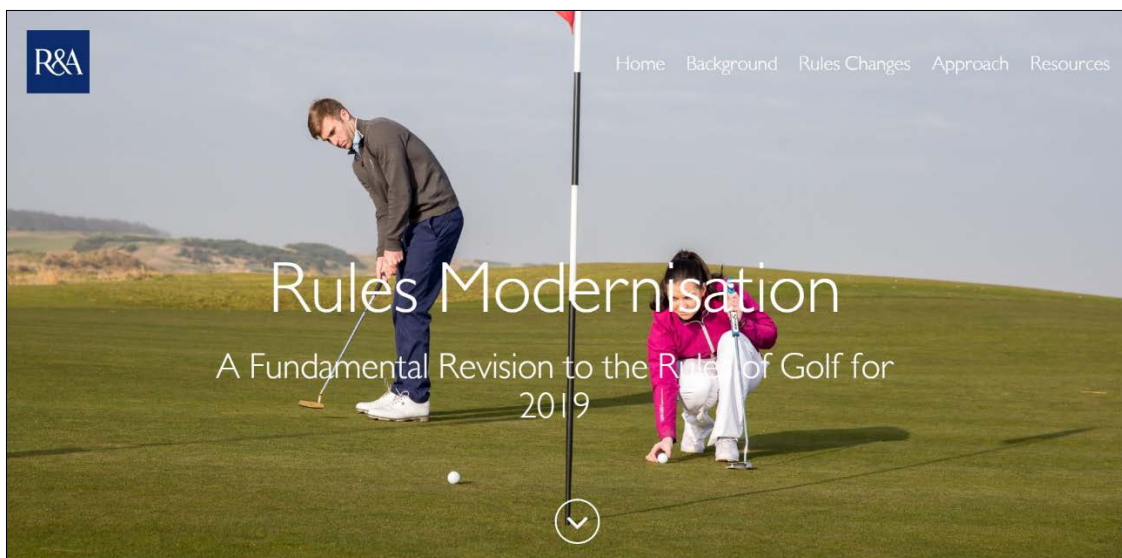 R&A
Home Background Rules Changes Approach Resources
Rules Modernisation
A Fundamental Revision to the Rules of Golf for
2019